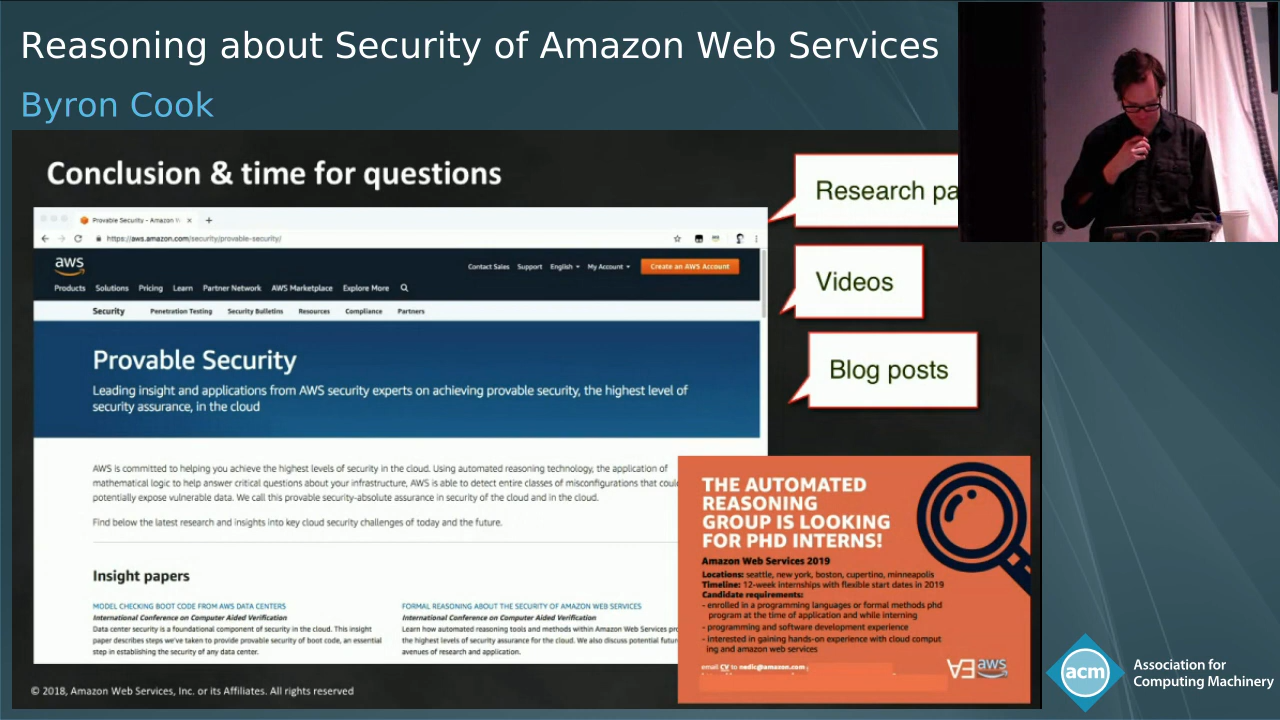 Reasoning about Security of Amazon Web Services
Byron Cook
Conclusion & time for questions
Provable Security - Amazon
https://aws.amazon.com/security/provable-security/
aws
Contact Sales Support English My Account Create an AWS Account
Products Solutions Pricing Learn Partner Network AWS Marketplace Explore More
Security Penetration Testing Security Bulletins Resources Compliance Partners
Provable Security
Leading insight and applications from AWS security experts on achieving provable security, the highest level of
security assurance, in the cloud
AWS is committed to helping you achieve the highest levels of security in the cloud. Using automated reasoning technology, the application of
mathematical logic to help answer critical questions about your infrastructure, AWS is able to detect entire classes of misconfigurations that coul
potentially expose vulnerable data. We call this provable security-absolute assurance in security of the cloud and in the cloud.
Find below the latest research and insights into key cloud security challenges of today and the future.
Insight papers
MODEL CHECKING BOOT CODE FROM AWS DATA CENTERS
International Conference on Computer Aided Verification
Data center security is a foundational component of security in the cloud. This insight
paper describes steps we've taken to provide provable security of boot code, an essential
step in establishing the security of any data center.
FORMAL REASONING ABOUT THE SECURITY OF AMAZON WEB SERVICES
International Conference on Computer Aided Verification
Learn how automated reasoning tools and methods within Amazon Web Services pro
the highest levels of security assurance for the cloud. We also discuss potential futur
avenues of research and application.
Research pa
Videos
Blog posts
THE AUTOMATED
REASONING
GROUP IS LOOKING
FOR PHD INTERNS!
Amazon Web Services 2019
Locations: seattle, new york, boston, cupertino, minneapolis
Timeline: 12-week internships with flexible start dates in 2019
Candidate requirements:
- enrolled in a programming languages or formal methods phd
program at the time of application and while interning
- programming and software development experience
- interested in gaining hands-on experience with cloud comput
ing and amazon web services
email CV to nedic@amazon.com
aws
© 2018, Amazon Web Services, Inc. or its Affiliates. All rights reserved
acm
Association for
Computing Machinery